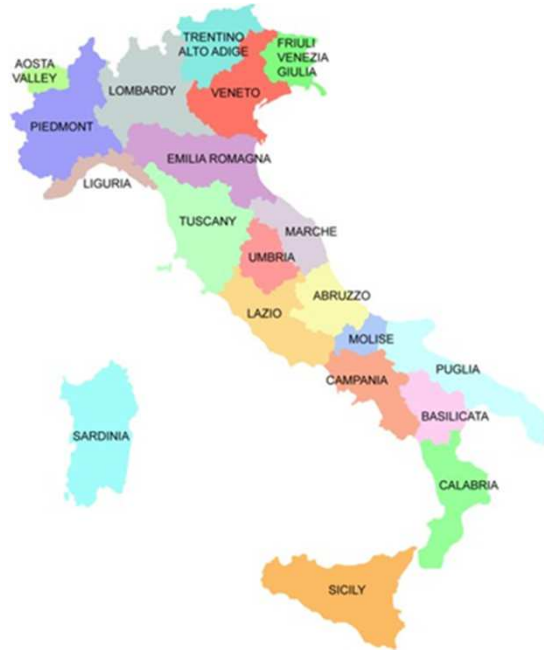 TRENTINO
ALTO ADIGE
FRIULI
VENEZIA
GIULIA
AOSTA
VALLEY
LOMBARDY
VENETO
PIEDMONT
EMILIA ROMAGNA
LIGURIA
TUSCANY
MARCHE
UMBRIA
ABRUZZO
LAZIO
MOLISE
PUGLIA
CAMPANIA
BASILICATA
SARDINIA
CALABRIA
SICILY